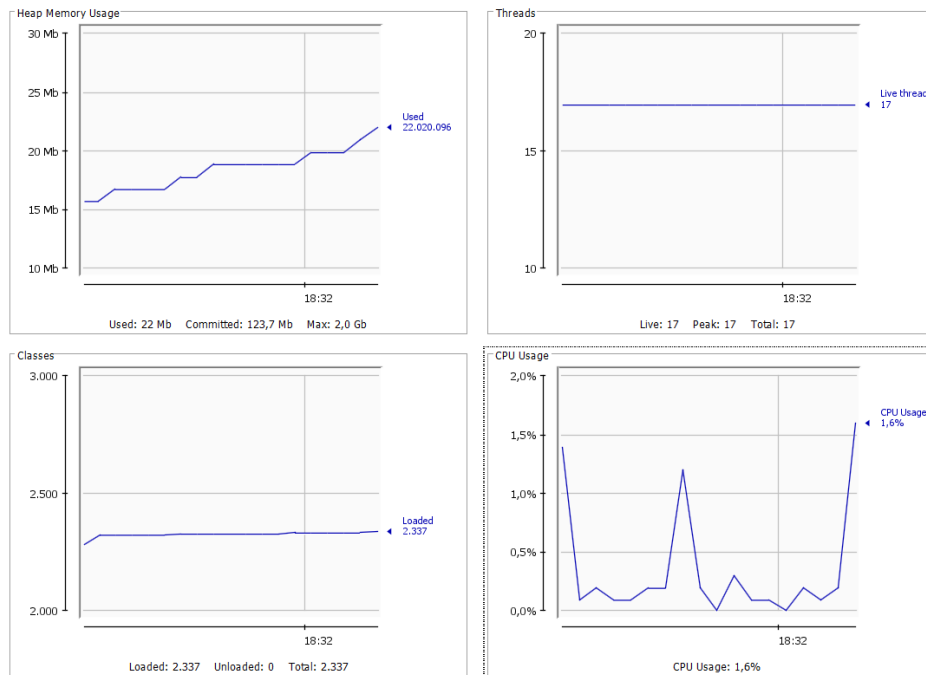 Heap Memory Usage
30 Mb
25 Mb
20 Mb
15 Mb
10 Mb
Used
22.020.096
18:32
Used: 22 Mb Committed: 123,7 Mb Max: 2,0 Gb
Threads
20
15
10
Live thread
17
18:32
Live: 17 Peak: 17 Total: 17
Classes
3.000
2.500
2.000
Loaded
2.337
18:32
Loaded: 2.337 Unloaded: 0 Total: 2.337
CPU Usage
2,0%
1,5%
1,0%
0,5%
0,0%
CPU Usage
1,6%
18:32
CPU Usage: 1,6%